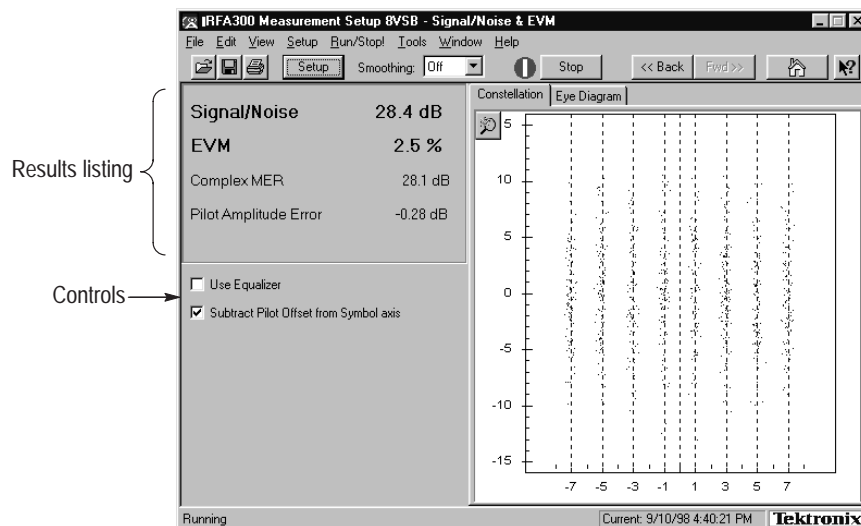 IRFA300 Measurement Setup 8VSB - Signal/Noise & EVM
File Edit View Setup Run/Stop! Tools Window Help
Setup Smoothing: Off Stop << Back Fwd >>
Results listing
Signal/Noise 28.4 dB
EVM 2.5 %
Complex MER 28.1 dB
Pilot Amplitude Error -0.28 dB
Controls
Use Equalizer
Subtract Pilot Offset from Symbol axis
Constellation Eye Diagram
5
10
5
0
-5
-10
-15
-7 -5 -3 -1 1 3 5 7
Running Current: 9/10/98 4:40:21 PM Tektronix